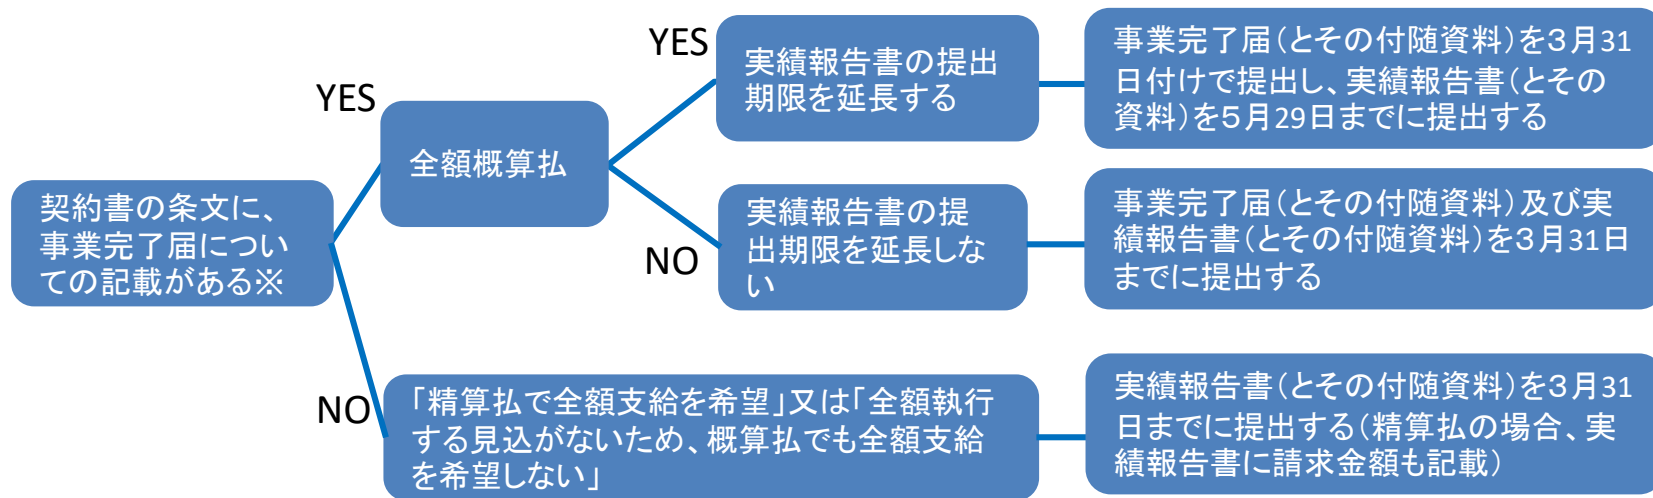 契約書の条文に、
事業完了届につい
ての記載がある※
YES
全額概算払
YES
実績報告書の提出
期限を延長する
事業完了届(とその付随資料)を３月31
日付けで提出し、実績報告書(とその
資料)を５月29日までに提出する
NO
実績報告書の提
出期限を延長しな
い
事業完了届(とその付随資料)及び実
績報告書(とその付随資料)を３月31日
までに提出する
NO
「精算払で全額支給を希望」又は「全額執行
する見込がないため、概算払でも全額支給
を希望しない」
実績報告書(とその付随資料)を３月31
日までに提出する(精算払の場合、実
績報告書に請求金額も記載)